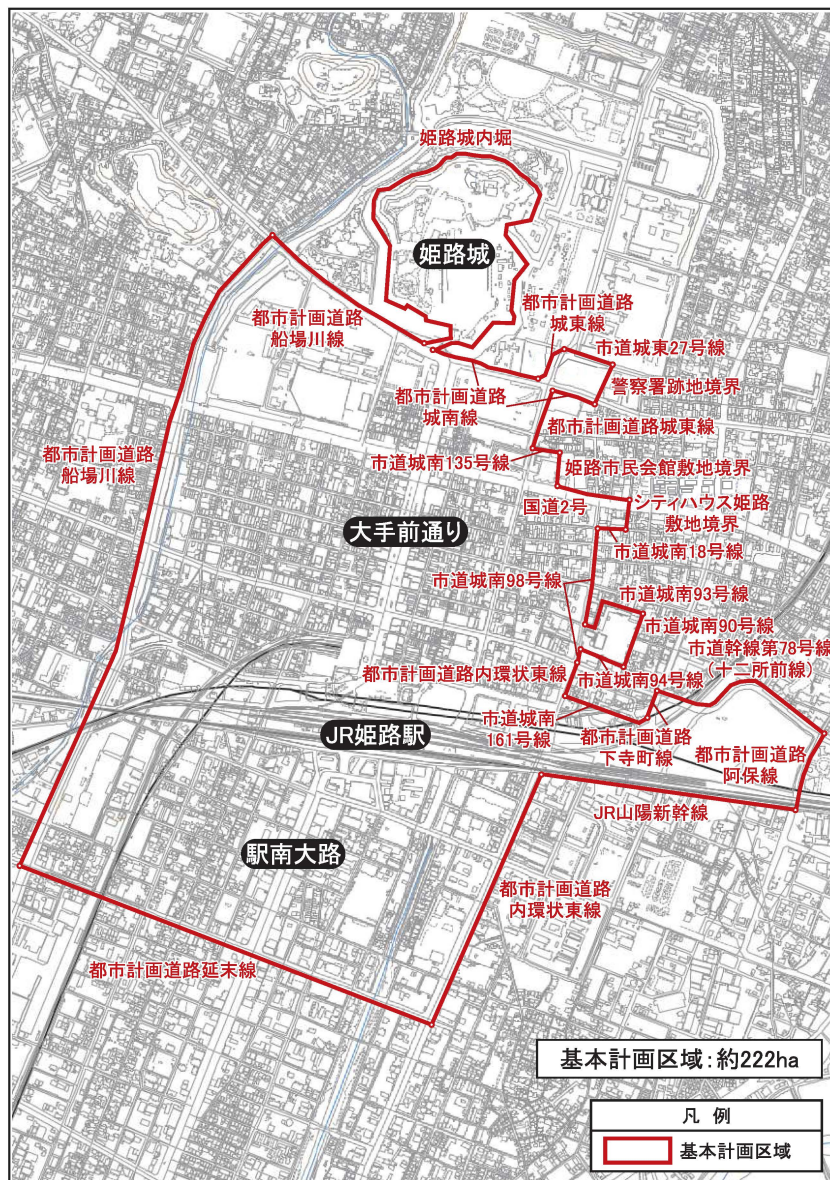 姫路城内堀
姫路城
都市計画道路
城東線
都市計画道路
船場川線
市道城東27号線
警察署跡地境界
都市計画道路
城南線
都市計画道路城東線
市道城南135号線
姫路市民会館敷地境界
都市計画道路
船場川線
国道2号
シティハウス姫路
敷地境界
大手前通り
市道城南18号線
市道城南98号線
市道城南93号線
市道城南90号線
市道幹線第78号線
(十二所前線)
都市計画道路内環状東線
市道城南94号線
市道城南
161号線
JR姫路駅
都市計画道路
下寺町線
都市計画道路
阿保線
JR山陽新幹線
駅南大路
都市計画道路
内環状東線
都市計画道路延末線
基本計画区域:約222ha
凡 例
基本計画区域